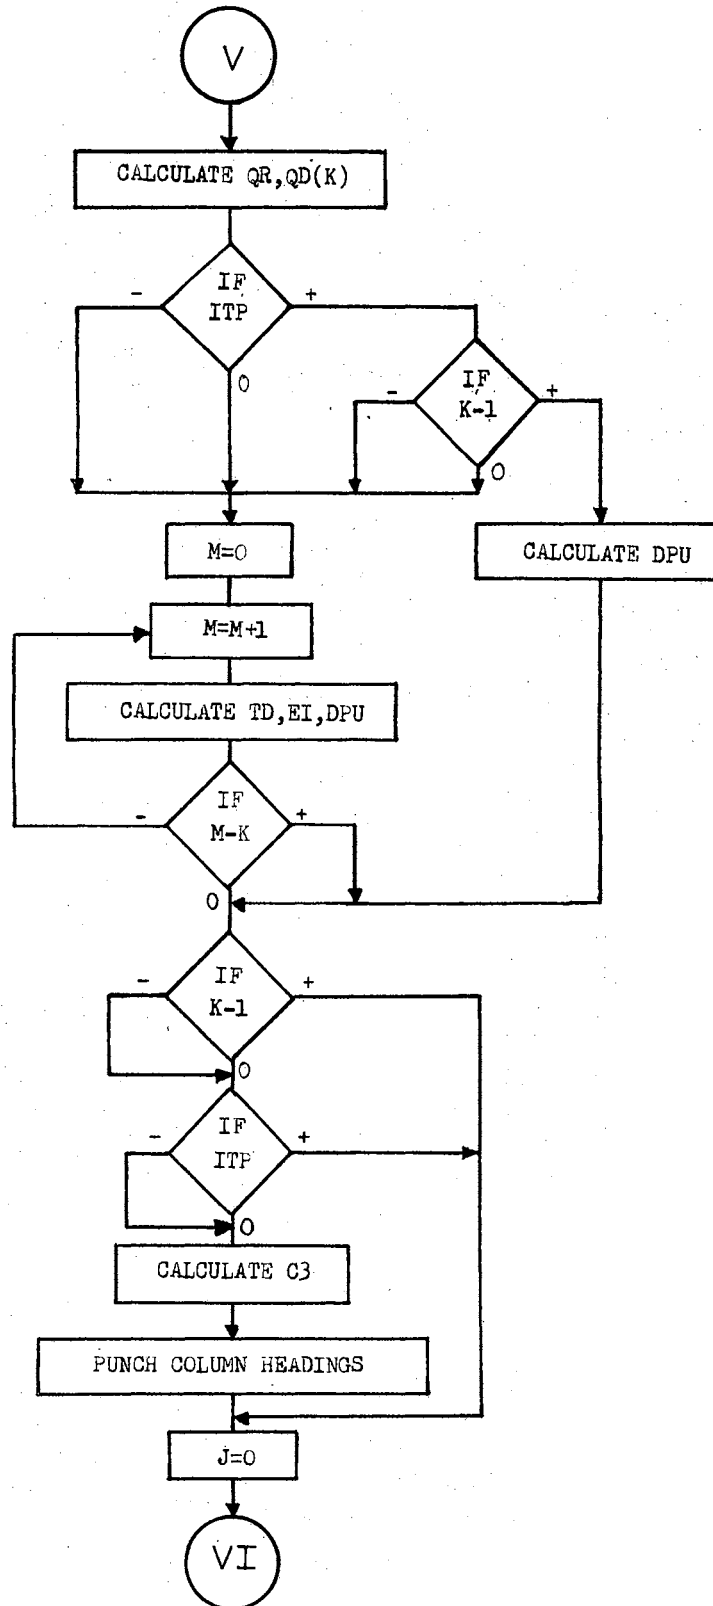 V
CALCULATE QR,QD(K)
IF
ITP
-
+
0
IF
K-1
-
+
0
M=0
CALCULATE DPU
M=M+1
CALCULATE TD,EI,DPU
IF
M-K
-
+
0
IF
K-1
-
+
0
IF
ITP
-
+
0
CALCULATE C3
PUNCH COLUMN HEADINGS
J=0
VI